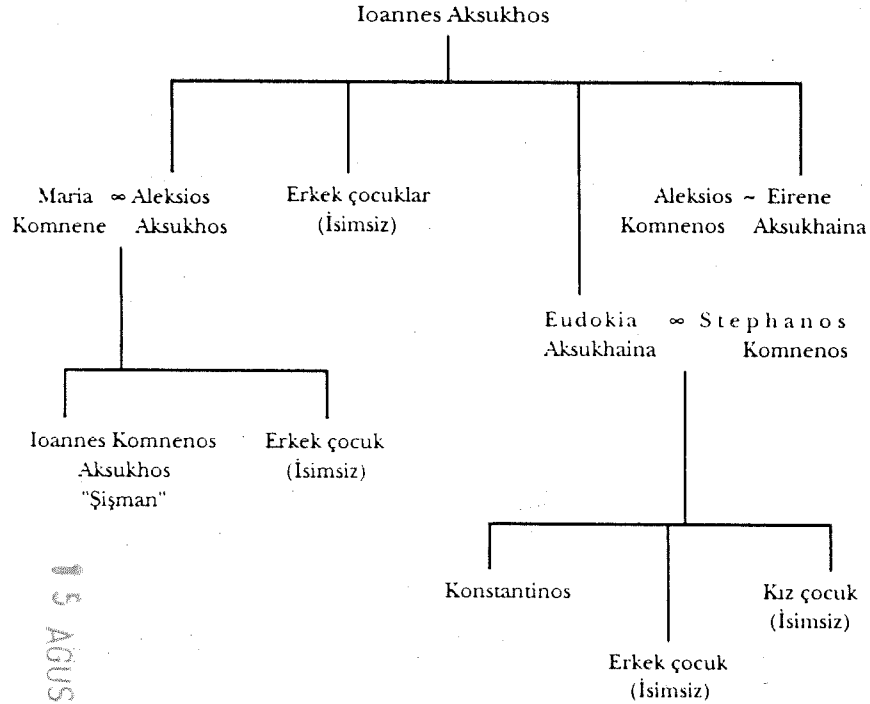 Ioannes Aksukhos
Maria ∞ Aleksios
Komnene Aksukhos
Erkek çocuklar
(İsimsiz)
Aleksios ~ Eirene
Komnenos Aksukhaina
Eudokia ∞ Stephanos
Aksukhaina Komnenos
Ioannes Komnenos
Aksukhos
"Şişman"
Erkek çocuk
(İsimsiz)
Konstantinos
Erkek çocuk
(İsimsiz)
Kız çocuk
(İsimsiz)
15 AĞUS